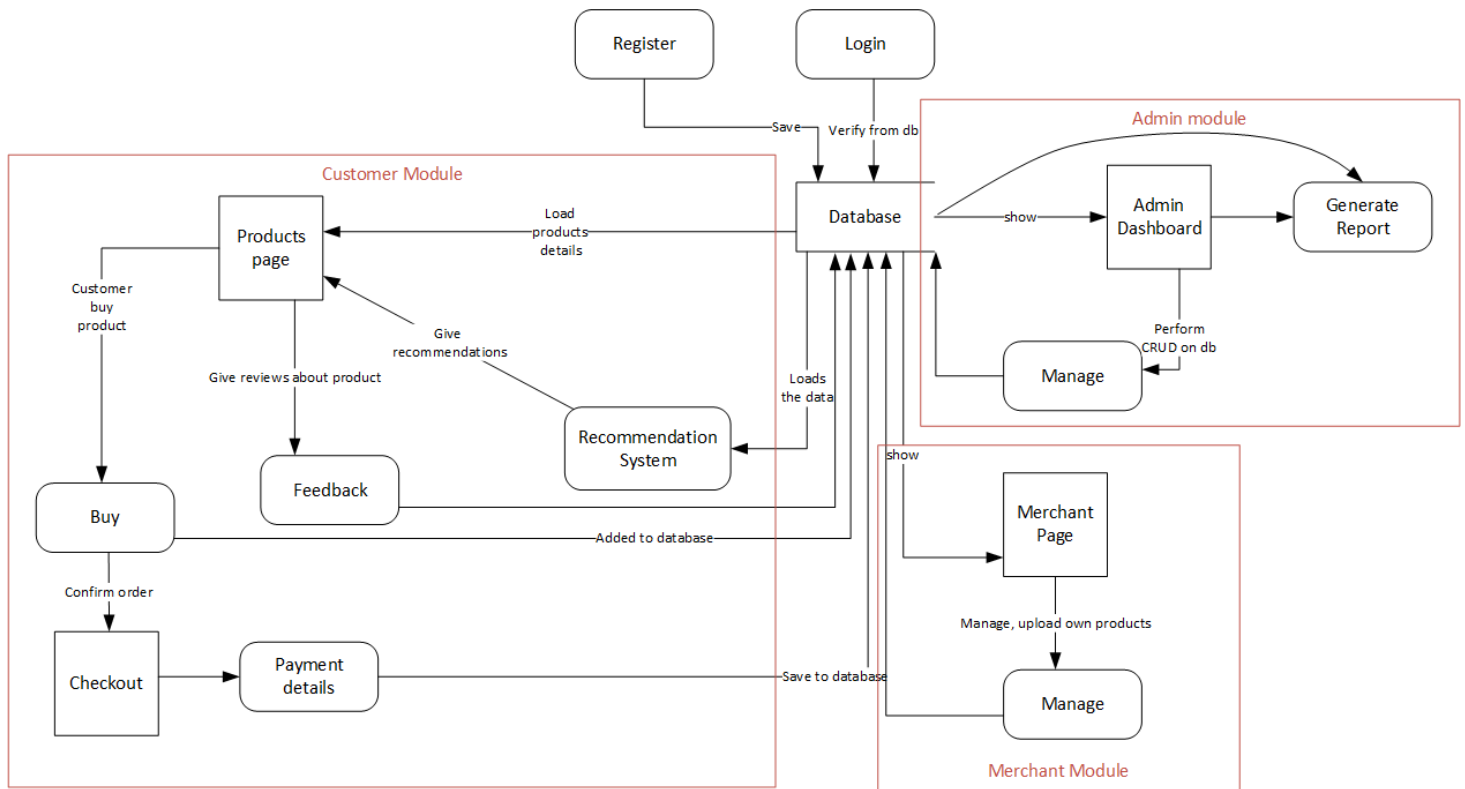 Register
Login
Save
Verify from db
Admin module
Customer Module
Database
show
Admin
Dashboard
Generate
Report
Products
page
Load
products
details
Customer
buy
product
Give
recommendations
Perform
CRUD on db
Manage
Give reviews about product
Loads
the data
Recommendation
System
show
Feedback
Buy
Merchant
Page
Added to database
Confirm order
Manage, upload own products
Checkout
Payment
details
Save to database
Manage
Merchant Module